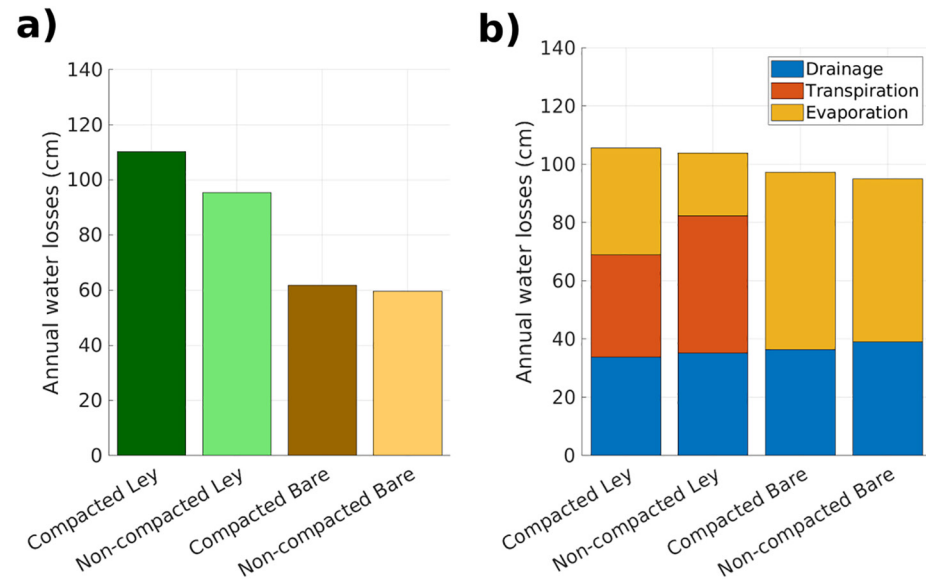 a)
Annual water losses (cm)
140
120
100
80
60
40
20
0
Compacted Ley
Non-compacted Ley
Compacted Bare
Non-compacted Bare
b)
Annual water losses (cm)
140
120
100
80
60
40
20
0
Drainage
Transpiration
Evaporation
Compacted Ley
Non-compacted Ley
Compacted Bare
Non-compacted Bare